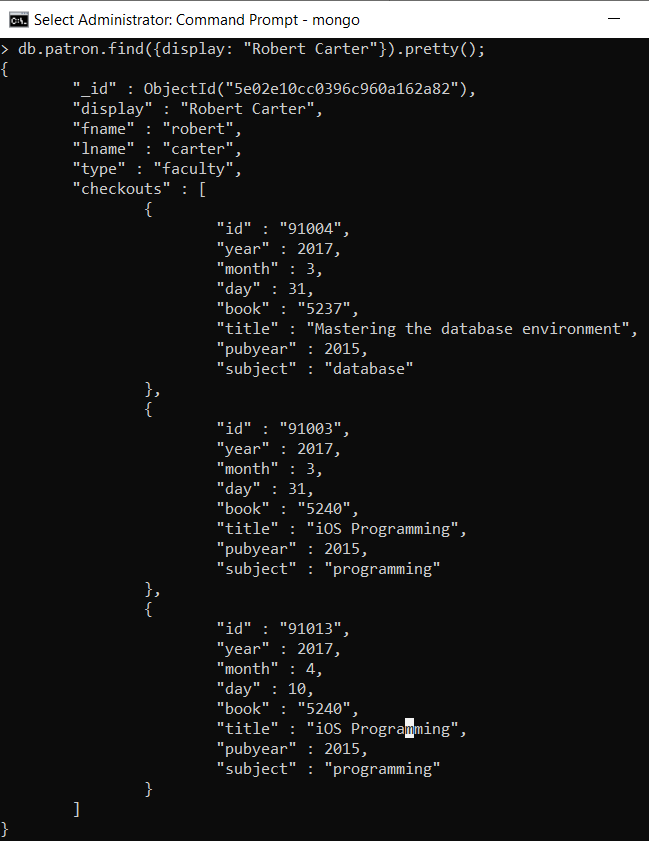 Select Administrator: Command Prompt - mongo
> db.patron.find({display: "Robert Carter"}).pretty();
{
        "_id" : ObjectId("5e02e10cc0396c960a162a82"),
        "display" : "Robert Carter",
        "fname" : "robert",
        "lname" : "carter",
        "type" : "faculty",
        "checkouts" : [
                {
                        "id" : "91004",
                        "year" : 2017,
                        "month" : 3,
                        "day" : 31,
                        "book" : "5237",
                        "title" : "Mastering the database environment",
                        "pubyear" : 2015,
                        "subject" : "database"
                },
                {
                        "id" : "91003",
                        "year" : 2017,
                        "month" : 3,
                        "day" : 31,
                        "book" : "5240",
                        "title" : "iOS Programming",
                        "pubyear" : 2015,
                        "subject" : "programming"
                },
                {
                        "id" : "91013",
                        "year" : 2017,
                        "month" : 4,
                        "day" : 10,
                        "book" : "5240",
                        "title" : "iOS Programming",
                        "pubyear" : 2015,
                        "subject" : "programming"
                }
        ]
}